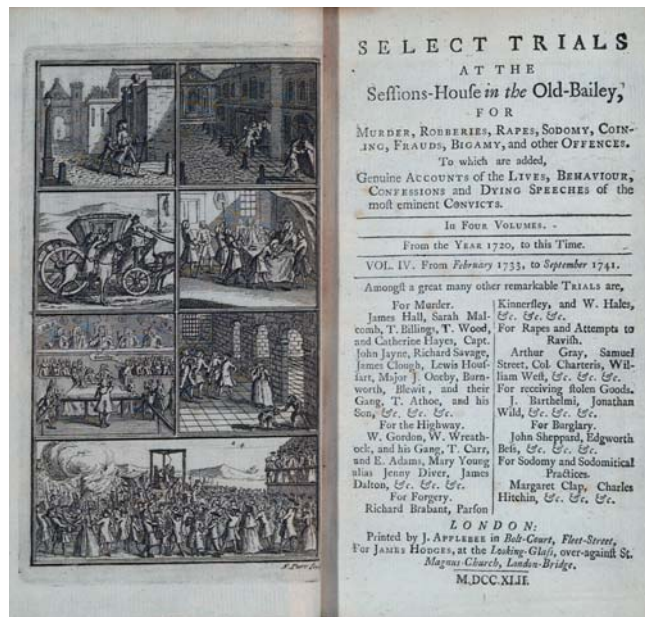 SELECT TRIALS
AT THE
Seſſions-Houſe in the Old-Bailey,
FOR
MURDER, ROBBERIES, RAPES, SODOMY, COIN-
ING, FRAUDS, BIGAMY, and other OFFENCES.
To which are added,
Genuine ACCOUNTS of the LIVES, BEHAVIOUR,
CONFESSIONS and DYING SPEECHES of the
moſt eminent CONVICTS.
In FOUR VOLUMES.
From the YEAR 1720, to this Time.
VOL. IV. From February 1733, to September 1741.
Amongſt a great many other remarkable TRIALS are,
For Murder.
James Hall, Sarah Mal-
comb, T. Billings, T. Wood,
and Catherine Hayes, Capt.
John Jayne, Richard Savage,
James Clough, Lewis Houſ-
ſart, Major J. Oneby, Burn-
worth, Blewit, and their
Gang, T. Athoe, and his
Son, &c. &c. &c.
For the Highway.
W. Gordon, W. Wreath-
ock, and his Gang, T. Carr,
and E. Adams, Mary Young
alias Jenny Diver, James
Dalton, &c. &c. &c.
For Forgery.
Richard Brabant, Parſon
Kinnerſley, and W. Hales,
&c. &c. &c.
For Rapes and Attempts to
Raviſh.
Arthur Gray, Samuel
Street, Col. Charteris, Wil-
liam Weſt, &c. &c. &c.
For receiving ſtolen Goods.
J. Barthelmi, Jonathan
Wild, &c. &c. &c.
For Burglary.
John Sheppard, Edgworth
Beſs, &c. &c. &c.
For Sodomy and Sodomitical
Practices.
Margaret Clap, Charles
Hitchin, &c. &c. &c.
LONDON:
Printed by J. APPLEBEE in Bolt-Court, Fleet-Street,
For JAMES HODGES, at the Looking-Glaſs, over-againſt St.
Magnus-Church, London-Bridge.
M,DCC.XLII.